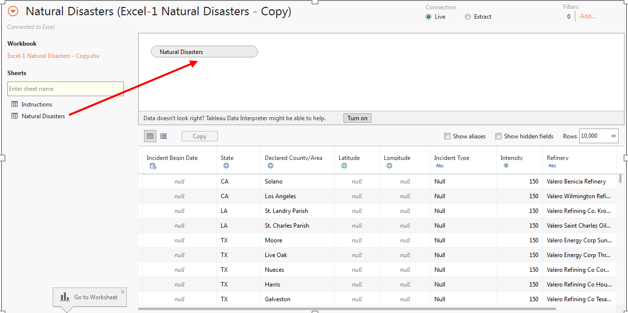 Natural Disasters (Excel-1 Natural Disasters - Copy)
Connected to Excel
Connection
Live
Extract
Filters
0
Add...
Workbook
Excel-1 Natural Disasters - Copy.xlsx
Sheets
Enter sheet name
Instructions
Natural Disasters
Natural Disasters
Data doesn't look right? Tableau Data Interpreter might be able to help. Turn on
Copy
Show aliases
Show hidden fields
Rows 10,000
Incident Begin Date State Declared County/Area Latitude Longitude Incident Type Intensity Refinery
Abc Abc
null CA Solano null null Null 150 Valero Benicia Refinery
null CA Los Angeles null null Null 150 Valero Wilmington Refi...
null LA St. Landry Parish null null Null 150 Valero Refining Co. Kro...
null LA St. Charles Parish null null Null 150 Valero Saint Charles Oil...
null TX Moore null null Null 150 Valero Energy Corp Sun...
null TX Live Oak null null Null 150 Valero Energy Corp Thr...
null TX Nueces null null Null 150 Valero Refining Co Cor...
null TX Harris null null Null 150 Valero Refining Co Hou...
null TX Galveston null null Null 150 Valero Refining Co Texa...
Go to Worksheet